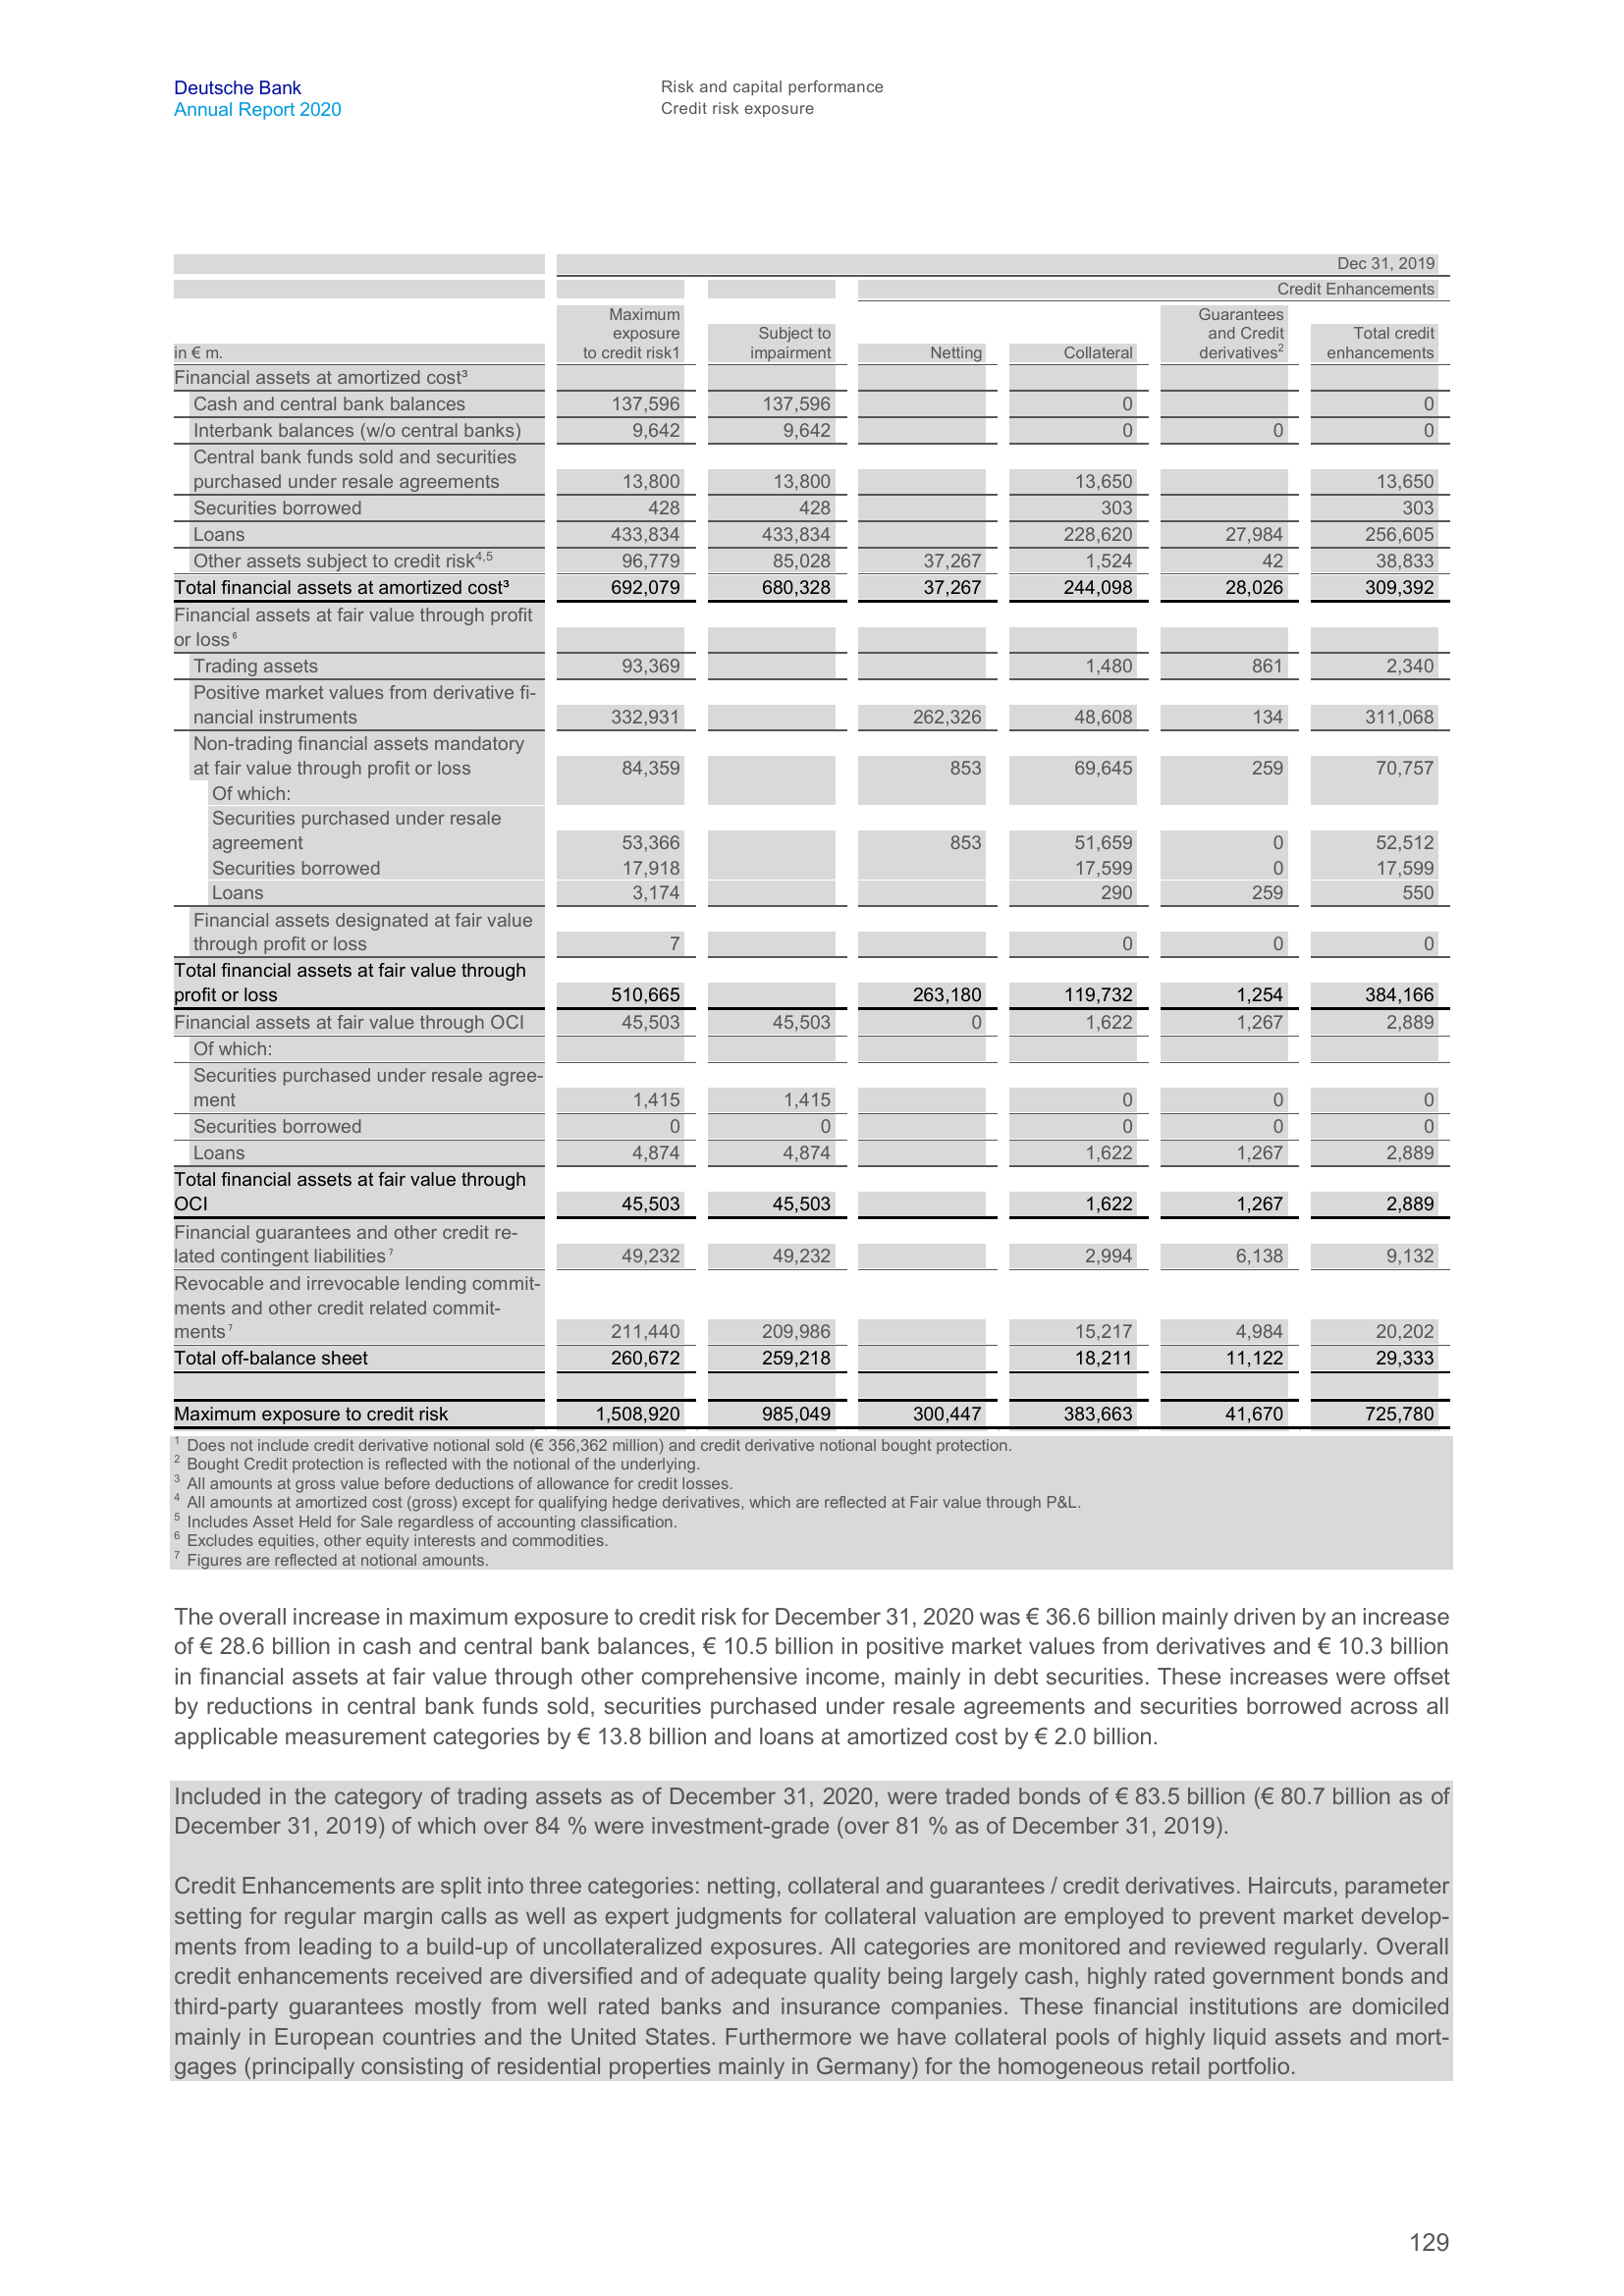 Deutsche Bank
Annual Report 2020
Risk and capital performance
Credit risk exposure
Dec 31, 2019
Credit Enhancements
in € m.
Maximum
exposure
to credit risk1
Subject to
impairment
Netting
Collateral
Guarantees
and Credit
derivatives²
Total credit
enhancements
Financial assets at amortized cost³
Cash and central bank balances 137,596 137,596 0 0
Interbank balances (w/o central banks) 9,642 9,642 0 0 0
Central bank funds sold and securities
purchased under resale agreements 13,800 13,800 13,650 13,650
Securities borrowed 428 428 303 303
Loans 433,834 433,834 228,620 27,984 256,605
Other assets subject to credit risk⁴,⁵ 96,779 85,028 37,267 1,524 42 38,833
Total financial assets at amortized cost³ 692,079 680,328 37,267 244,098 28,026 309,392
Financial assets at fair value through profit
or loss⁶
Trading assets 93,369 1,480 861 2,340
Positive market values from derivative fi-
nancial instruments 332,931 262,326 48,608 134 311,068
Non-trading financial assets mandatory
at fair value through profit or loss 84,359 853 69,645 259 70,757
Of which:
Securities purchased under resale
agreement 53,366 853 51,659 0 52,512
Securities borrowed 17,918 17,599 0 17,599
Loans 3,174 290 259 550
Financial assets designated at fair value
through profit or loss 7 0 0 0
Total financial assets at fair value through
profit or loss 510,665 263,180 119,732 1,254 384,166
Financial assets at fair value through OCI 45,503 45,503 0 1,622 1,267 2,889
Of which:
Securities purchased under resale agree-
ment 1,415 1,415 0 0 0
Securities borrowed 0 0 0 0 0
Loans 4,874 4,874 1,622 1,267 2,889
Total financial assets at fair value through
OCI 45,503 45,503 1,622 1,267 2,889
Financial guarantees and other credit re-
lated contingent liabilities⁷ 49,232 49,232 2,994 6,138 9,132
Revocable and irrevocable lending commit-
ments and other credit related commit-
ments⁷ 211,440 209,986 15,217 4,984 20,202
Total off-balance sheet 260,672 259,218 18,211 11,122 29,333
Maximum exposure to credit risk 1,508,920 985,049 300,447 383,663 41,670 725,780
¹ Does not include credit derivative notional sold (€ 356,362 million) and credit derivative notional bought protection.
² Bought Credit protection is reflected with the notional of the underlying.
³ All amounts at gross value before deductions of allowance for credit losses.
⁴ All amounts at amortized cost (gross) except for qualifying hedge derivatives, which are reflected at Fair value through P&L.
⁵ Includes Asset Held for Sale regardless of accounting classification.
⁶ Excludes equities, other equity interests and commodities.
⁷ Figures are reflected at notional amounts.
The overall increase in maximum exposure to credit risk for December 31, 2020 was € 36.6 billion mainly driven by an increase
of € 28.6 billion in cash and central bank balances, € 10.5 billion in positive market values from derivatives and € 10.3 billion
in financial assets at fair value through other comprehensive income, mainly in debt securities. These increases were offset
by reductions in central bank funds sold, securities purchased under resale agreements and securities borrowed across all
applicable measurement categories by € 13.8 billion and loans at amortized cost by € 2.0 billion.
Included in the category of trading assets as of December 31, 2020, were traded bonds of € 83.5 billion (€ 80.7 billion as of
December 31, 2019) of which over 84 % were investment-grade (over 81 % as of December 31, 2019).
Credit Enhancements are split into three categories: netting, collateral and guarantees / credit derivatives. Haircuts, parameter
setting for regular margin calls as well as expert judgments for collateral valuation are employed to prevent market develop-
ments from leading to a build-up of uncollateralized exposures. All categories are monitored and reviewed regularly. Overall
credit enhancements received are diversified and of adequate quality being largely cash, highly rated government bonds and
third-party guarantees mostly from well rated banks and insurance companies. These financial institutions are domiciled
mainly in European countries and the United States. Furthermore we have collateral pools of highly liquid assets and mort-
gages (principally consisting of residential properties mainly in Germany) for the homogeneous retail portfolio.
129